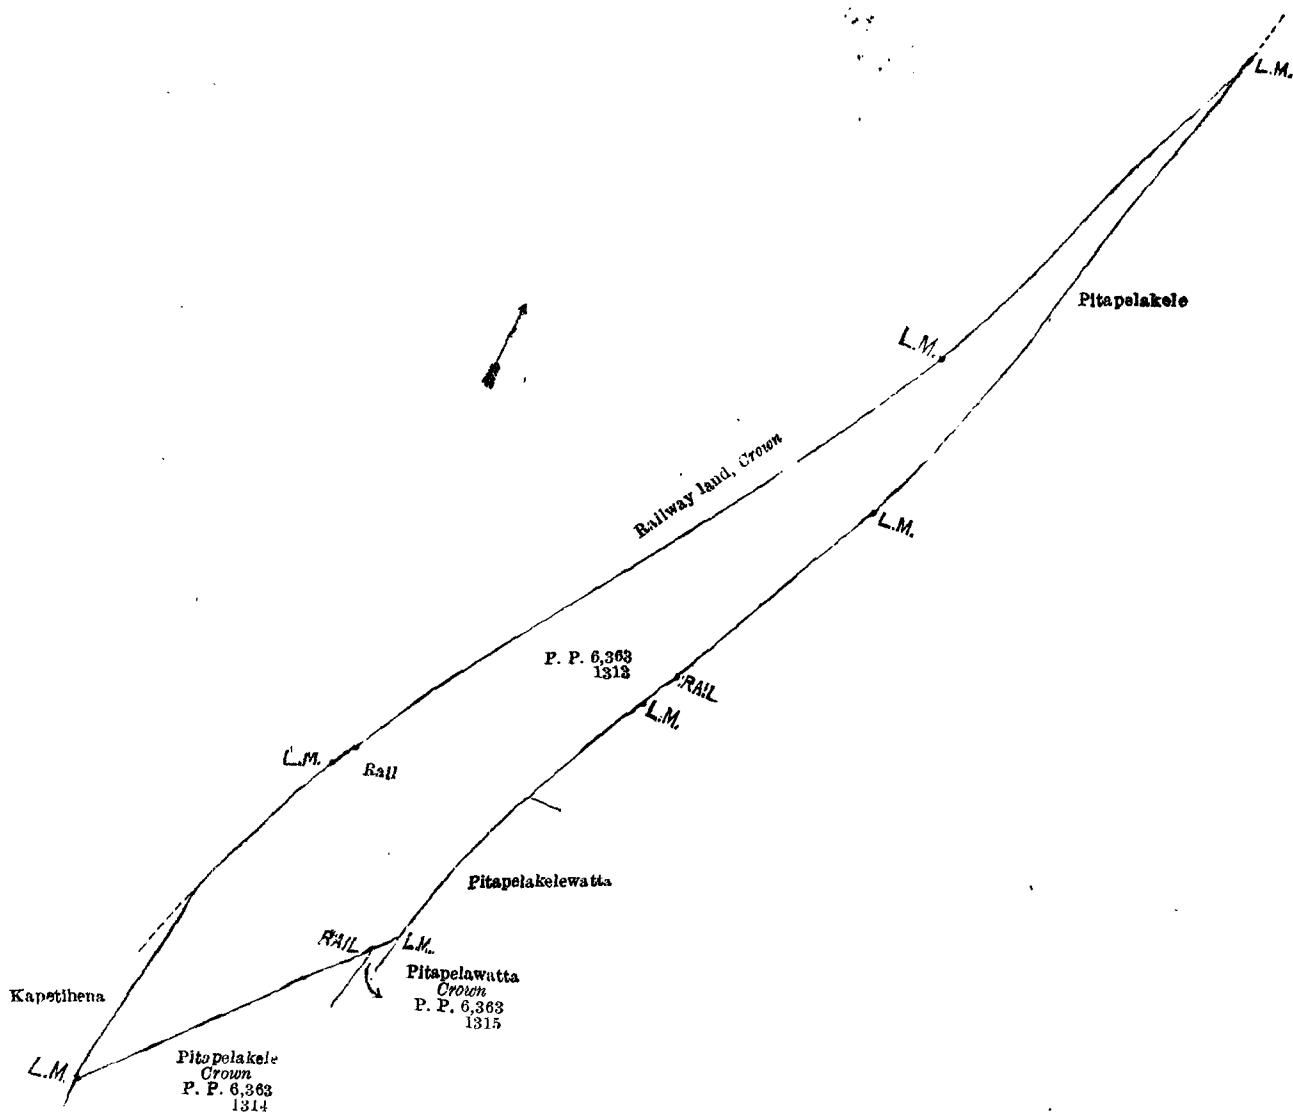 L.M.
Pitapelakele
L.M.
Railway land, Crown
L.M.
P. P. 6,363
1313
RAIL
L.M.
L.M.
Rail
Pitapelakelewatta
RAIL
L.M.
Pitapelawatta
Crown
P. P. 6,363
1315
Kapetihena
L.M.
Pitapelakele
Crown
P. P. 6,363
1314